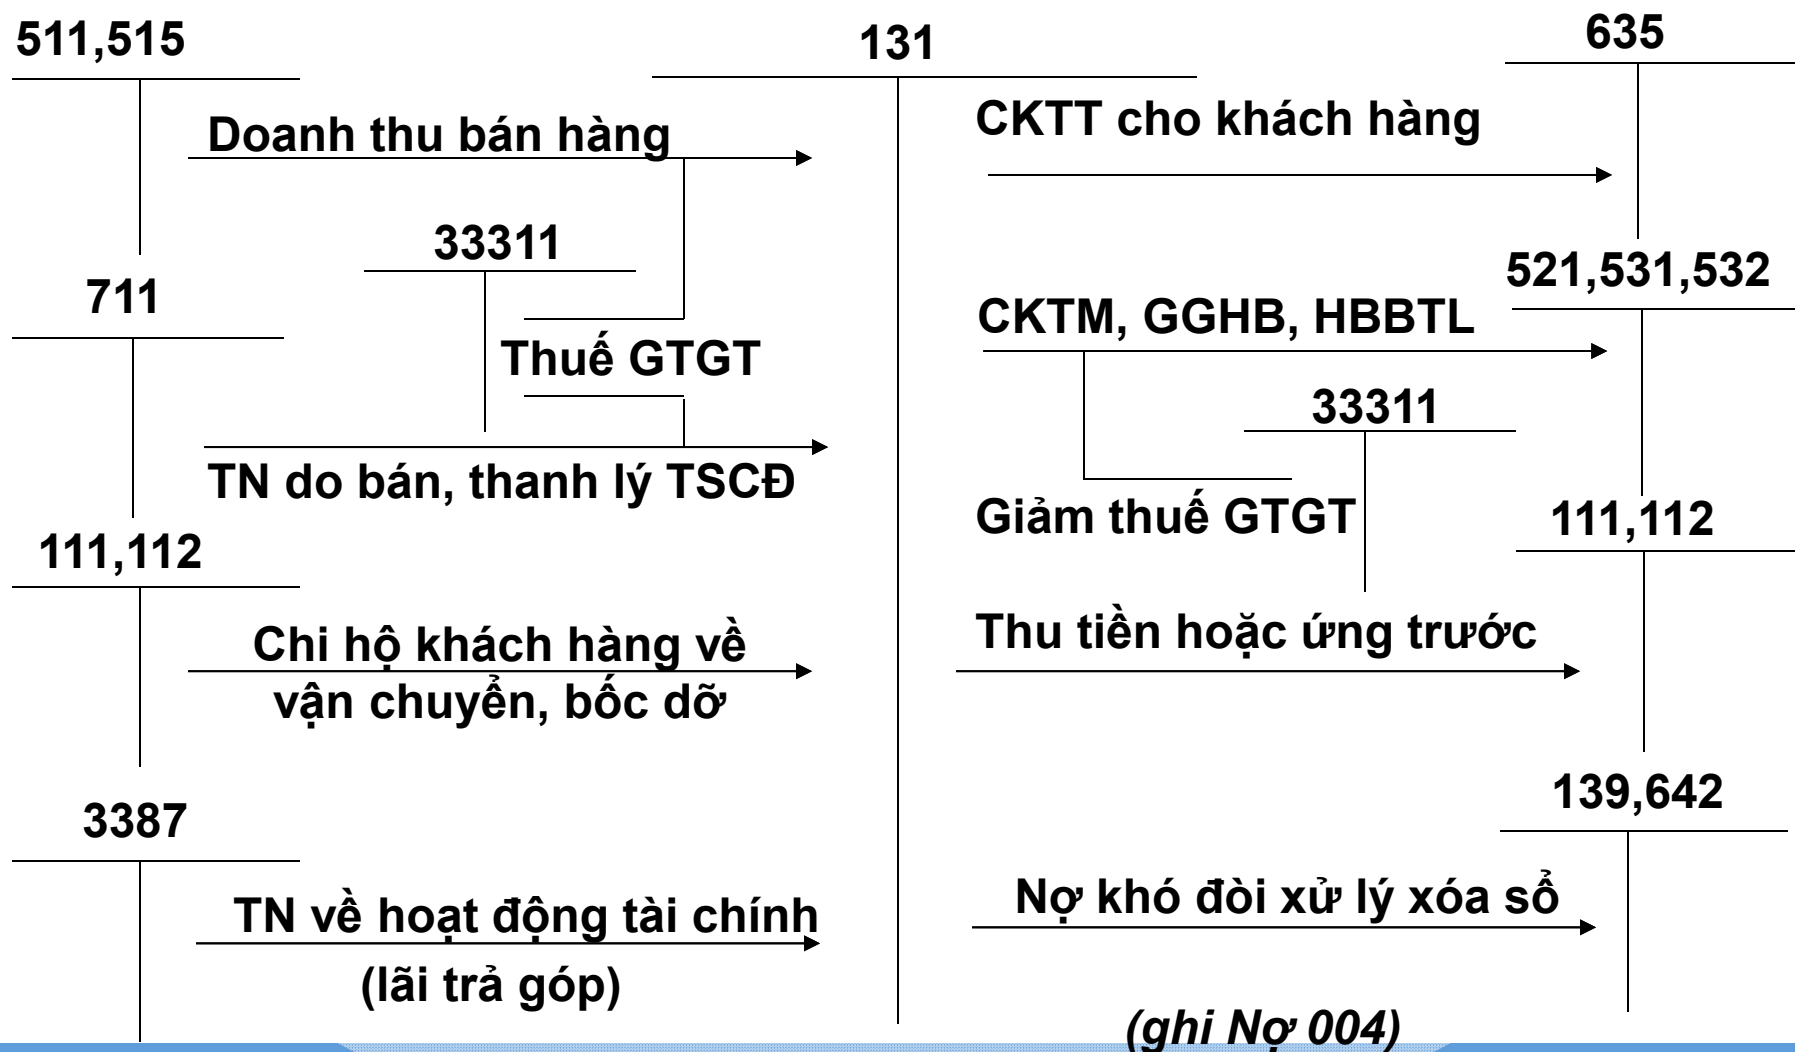 511,515
131
635
Doanh thu bán hàng
CKTT cho khách hàng
33311
711
521,531,532
CKTM, GGHB, HBBTL
Thuế GTGT
33311
TN do bán, thanh lý TSCĐ
Giảm thuế GTGT
111,112
111,112
Chi hộ khách hàng về
vận chuyển, bốc dỡ
Thu tiền hoặc ứng trước
139,642
3387
Nợ khó đòi xử lý xóa sổ
TN về hoạt động tài chính
(lãi trả góp)
(ghi Nợ 004)